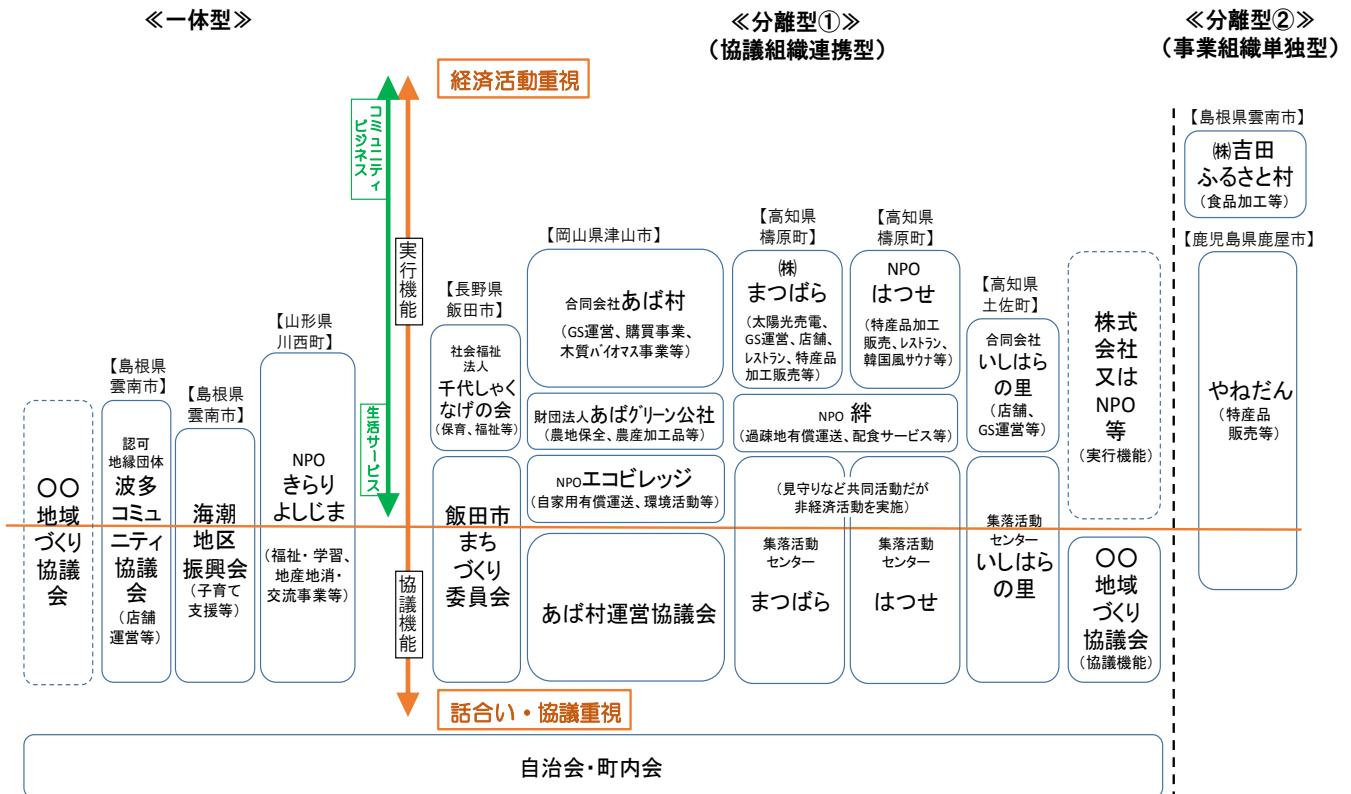 ≪一体型≫
≪分離型①≫
(協議組織連携型)
≪分離型②≫
(事業組織単独型)
経済活動重視
コミュニティ
ビジネス
生活サービス
実行機能
協議機能
話合い・協議重視
〇〇
地域
づくり
協議
会
【島根県
雲南市】
認可
地縁団体
波多
コミュ
ニティ
協議
会
(店舗
運営等)
【島根県
雲南市】
海潮
地区
振興会
(子育て
支援等)
【山形県
川西町】
NPO
きらり
よしじま
(福祉・学習、
地産地消・
交流事業等)
【長野県
飯田市】
社会福祉
法人
千代しゃく
なげの会
(保育、福祉等)
飯田市
まち
づくり
委員会
【岡山県津山市】
合同会社あば村
(GS運営、購買事業、
木質バイオマス事業等)
財団法人あばグリーン公社
(農地保全、農産加工品等)
NPOエコビレッジ
(自家用有償運送、環境活動等)
あば村運営協議会
【高知県
檮原町】
㈱
まつばら
(太陽光売電、
GS運営、店舗、
レストラン、特産品
加工販売等)
【高知県
檮原町】
NPO
はつせ
(特産品加工
販売、レストラン、
韓国風サウナ等)
NPO 絆
(過疎地有償運送、配食サービス等)
(見守りなど共同活動だが
非経済活動を実施)
集落活動
センター
まつばら
集落活動
センター
はつせ
【高知県
土佐町】
合同会社
いしはら
の里
(店舗、
GS運営等)
集落活動
センター
いしはら
の里
株式
会社
又は
NPO
等
(実行機能)
〇〇
地域
づくり
協議会
(協議機能)
【島根県雲南市】
㈱吉田
ふるさと村
(食品加工等)
【鹿児島県鹿屋市】
やねだん
(特産品
販売等)
自治会・町内会